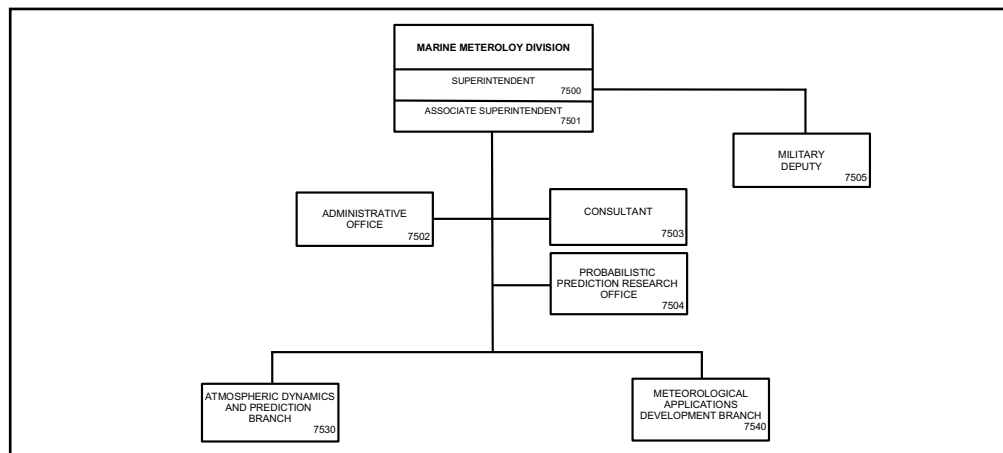 MARINE METEROLOY DIVISION
SUPERINTENDENT
7500
ASSOCIATE SUPERINTENDENT
7501
MILITARY
DEPUTY
7505
ADMINISTRATIVE
OFFICE
7502
CONSULTANT
7503
PROBABILISTIC
PREDICTION RESEARCH
OFFICE
7504
ATMOSPHERIC DYNAMICS
AND PREDICTION
BRANCH
7530
METEOROLOGICAL
APPLICATIONS
DEVELOPMENT BRANCH
7540